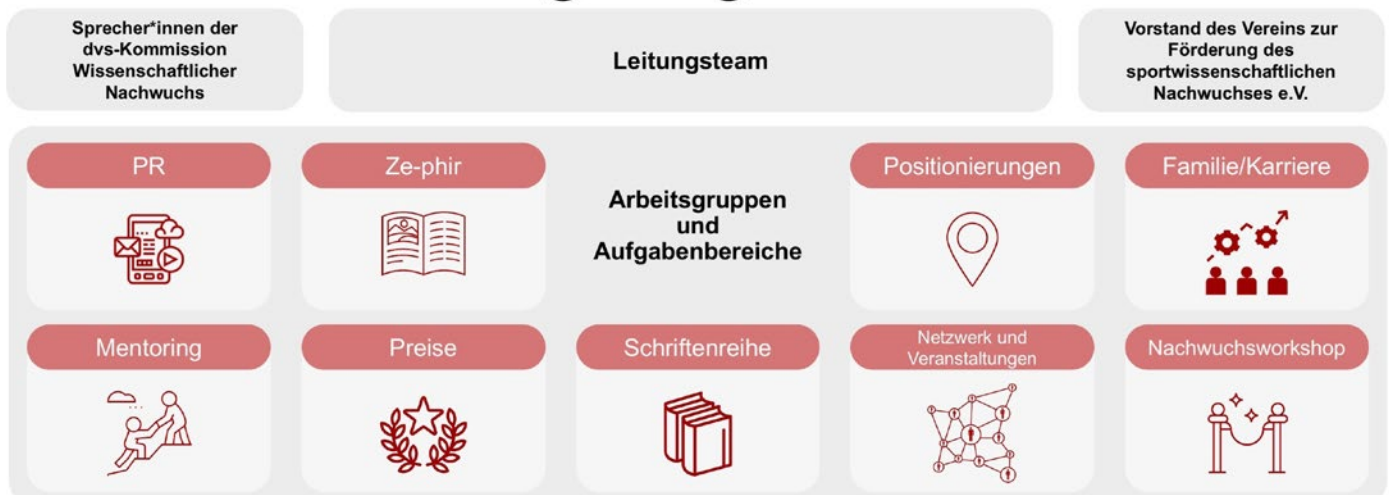 Sprecher*innen der
dvs-Kommission
Wissenschaftlicher
Nachwuchs
Leitungsteam
Vorstand des Vereins zur
Förderung des
sportwissenschaftlichen
Nachwuchses e.V.
PR
Ze-phir
Arbeitsgruppen
und
Aufgabenbereiche
Positionierungen
Familie/Karriere
Mentoring
Preise
Schriftenreihe
Netzwerk und
Veranstaltungen
Nachwuchsworkshop